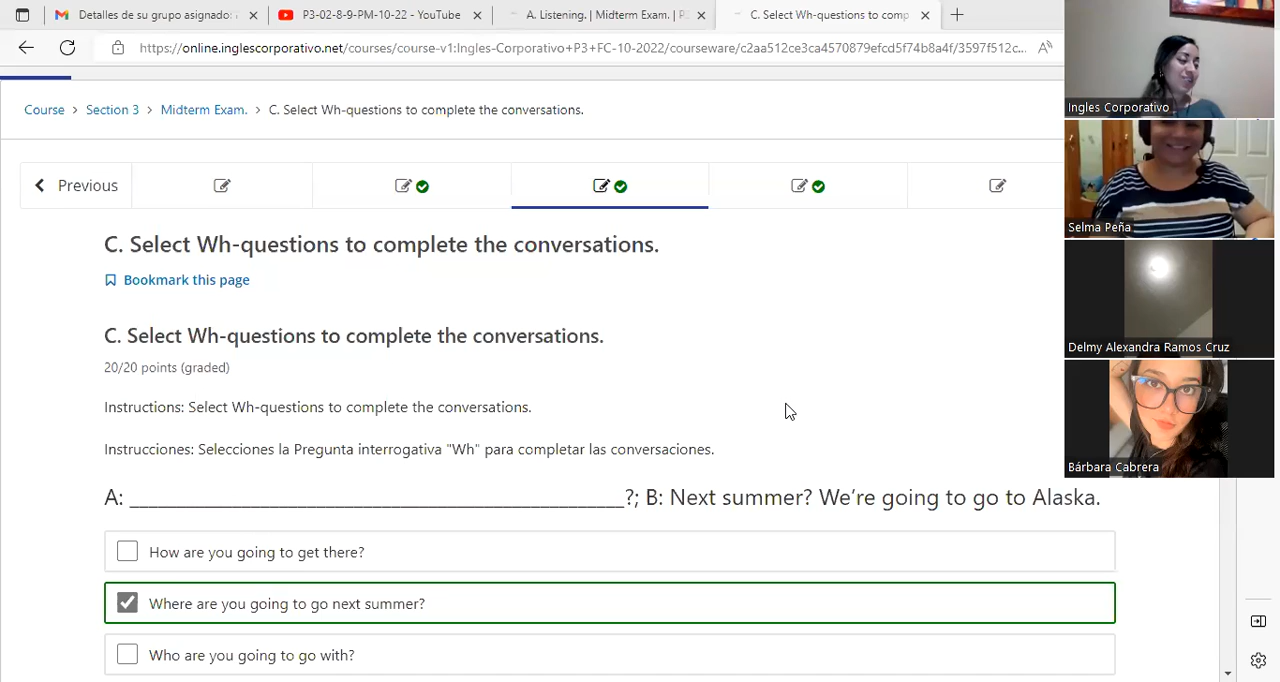 Detalles de su grupo asignado:
P3-02-8-9-PM-10-22 - YouTube
A. Listening. | Midterm Exam. | P
C. Select Wh-questions to comp
https://online.inglescorporativo.net/courses/course-v1:Ingles-Corporativo+P3+FC-10-2022/courseware/c2aa512ce3ca4570879efcd5f74b8a4f/3597f512c...
Ingles Corporativo
Course > Section 3 > Midterm Exam. > C. Select Wh-questions to complete the conversations.
Previous
Selma Peña
C. Select Wh-questions to complete the conversations.
Bookmark this page
C. Select Wh-questions to complete the conversations.
Delmy Alexandra Ramos Cruz
20/20 points (graded)
Instructions: Select Wh-questions to complete the conversations.
Instrucciones: Selecciones la Pregunta interrogativa "Wh" para completar las conversaciones.
Bárbara Cabrera
A: ______________________________________________?; B: Next summer? We're going to go to Alaska.
How are you going to get there?
Where are you going to go next summer?
Who are you going to go with?